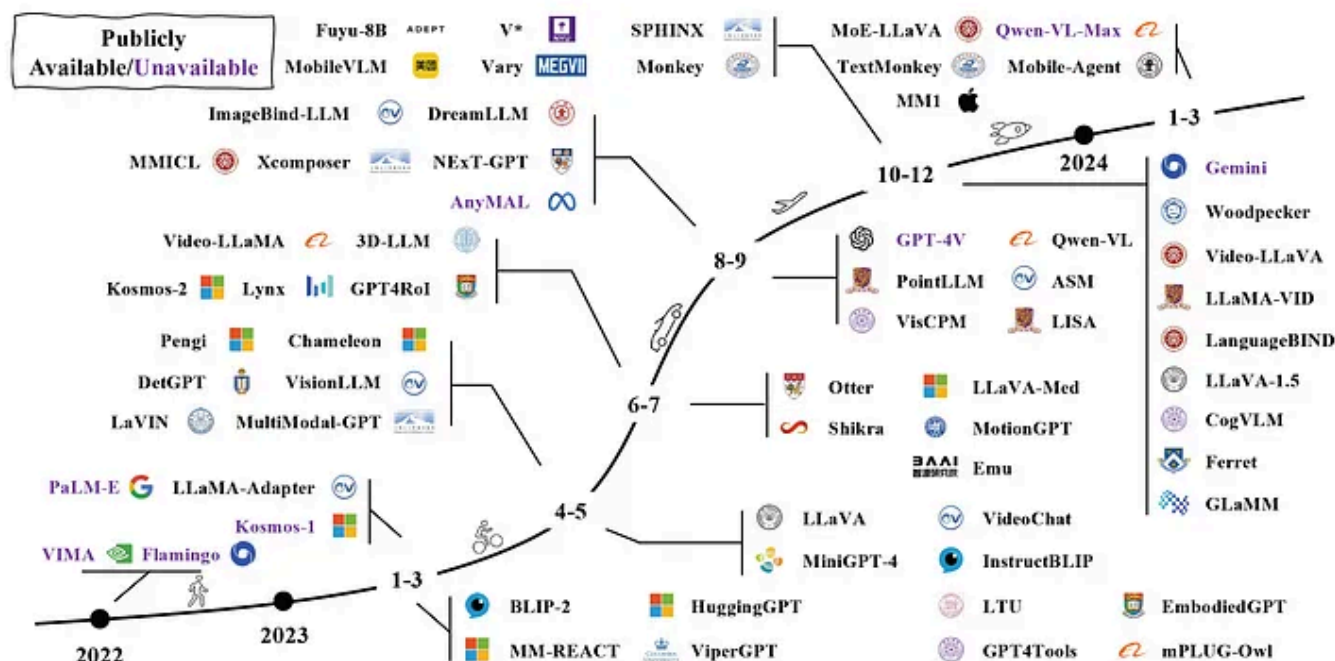 Publicly
Available/Unavailable
Fuyu-8B ADEPT V*
MobileVLM 美团 Vary MEGVII
ImageBind-LLM DreamLLM
MMICL Xcomposer NExT-GPT
AnyMAL
SPHINX
Monkey
MoE-LLaVA Qwen-VL-Max
TextMonkey Mobile-Agent
MM1
1-3
2024
10-12
Gemini
Woodpecker
Video-LLaVA
LLaMA-VID
LanguageBIND
LLaVA-1.5
CogVLM
Ferret
GLaMM
Video-LLaMA 3D-LLM
Kosmos-2 Lynx GPT4RoI
8-9
GPT-4V Qwen-VL
PointLLM ASM
VisCPM LISA
Pengi Chameleon
DetGPT VisionLLM
LaVIN MultiModal-GPT
6-7
Otter LLaVA-Med
Shikra MotionGPT
BAAI Emu
PaLM-E LLaMA-Adapter
Kosmos-1
VIMA Flamingo
4-5
LLaVA VideoChat
MiniGPT-4 InstructBLIP
LTU EmbodiedGPT
GPT4Tools mPLUG-Owl
1-3
BLIP-2 HuggingGPT
MM-REACT ViperGPT
2023
2022